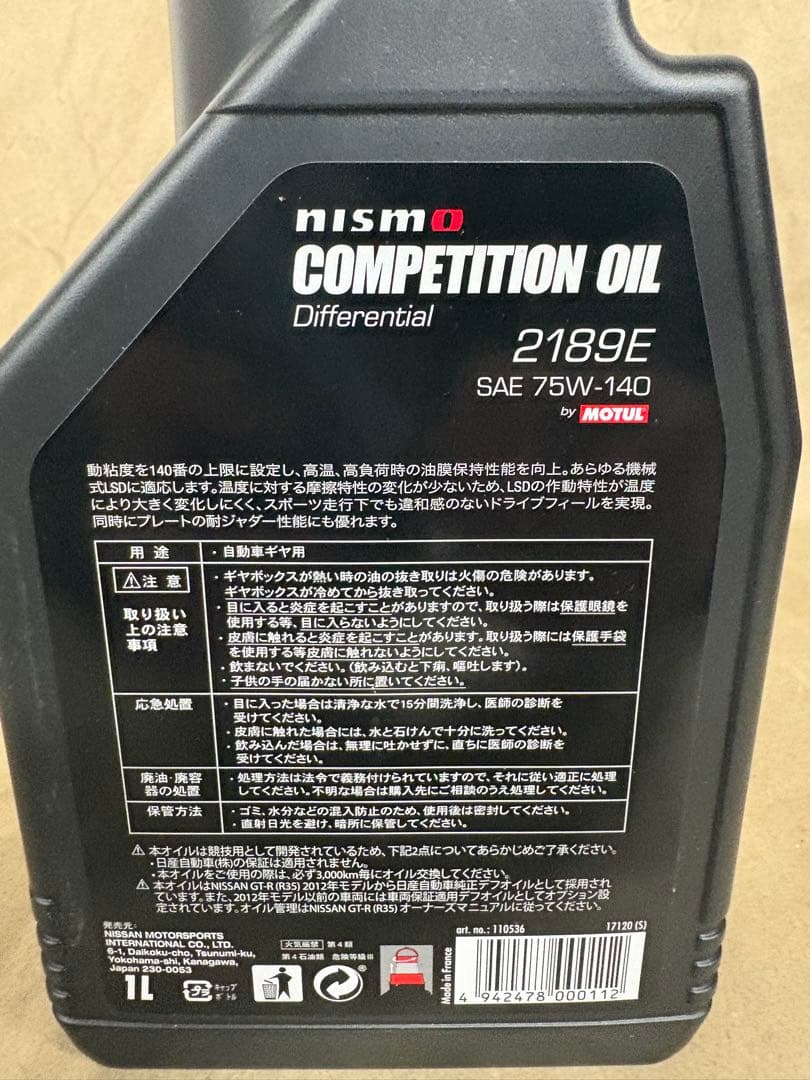 nismo
COMPETITION OIL
Differential
2189E
SAE 75W-140
by MOTUL
動粘度を140番の上限に設定し、高温、高負荷時の油膜保持性能を向上。あらゆる機械
式LSDに適応します。温度に対する摩擦特性の変化が少ないため、LSDの作動特性が温度
により大きく変化しにくく、スポーツ走行下でも違和感のないドライブフィールを実現。
同時にプレートの耐ジャダー性能にも優れます。
用途 ・自動車ギヤ用
⚠注意
取り扱い
上の注意
事項
・ギヤボックスが熱い時の油の抜き取りは火傷の危険があります。
ギヤボックスが冷めてから抜き取ってください。
・目に入ると炎症を起こすことがありますので、取り扱う際は保護眼鏡を
使用する等、目に入らないようにしてください。
・皮膚に触れると炎症を起こすことがあります。取り扱う際には保護手袋
を使用する等皮膚に触れないようにしてください。
・飲まないでください。（飲み込むと下痢、嘔吐します）。
・子供の手の届かない所に置いてください。
応急処置
・目に入った場合は清浄な水で15分間洗浄し、医師の診断を
受けてください。
・皮膚に触れた場合には、水と石けんで十分に洗ってください。
・飲み込んだ場合は、無理に吐かせずに、直ちに医師の診断を
受けてください。
廃油・廃容
器の処置
・処理方法は法令で義務付けられていますので、それに従い適正に処理
してください。不明な場合は購入先にご相談のうえ処理してください。
保管方法
・ゴミ、水分などの混入防止のため、使用後は密封してください。
・直射日光を避け、暗所に保管してください。
⚠本オイルは競技用として開発されているため、下記2点についてあらかじめご了承ください。
・日産自動車(株)の保証は適用されません。
・本オイルをご使用の際は、必ず3,000km毎にオイル交換してください。
⚠本オイルはNISSAN GT-R (R35) 2012年モデルから日産自動車純正デフオイルとして採用され
ています。また、2012年モデル以前の車両には車両保証適用デフオイルとしてオプション設
定されています。オイル管理はNISSAN GT-R (R35) オーナーズマニュアルに従ってください。
発売元:
NISSAN MOTORSPORTS
INTERNATIONAL CO., LTD.
6-1, Daikoku-cho, Tsurumi-ku,
Yokohama-shi, Kanagawa,
Japan 230-0053
火気厳禁 第4類
第4石油類 危険等級III
art. no.: 110536
17120 (S)
Made in France
1L
プラ
キャップ
ボトル
4 942478 000112